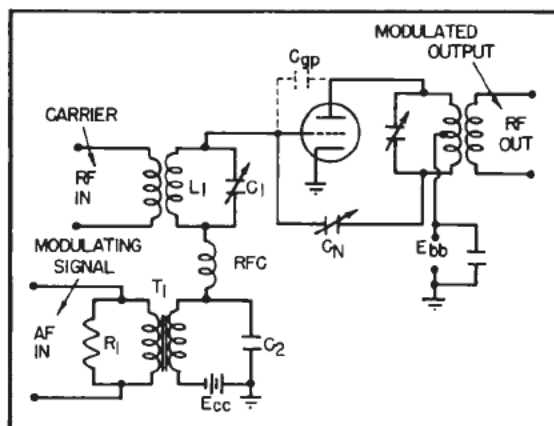 MODULATED
OUTPUT
Cgp
CARRIER
RF
IN
L1
C1
RF
OUT
CN
Ebb
RFC
MODULATING
SIGNAL
T1
AF
IN
R1
C2
Ecc